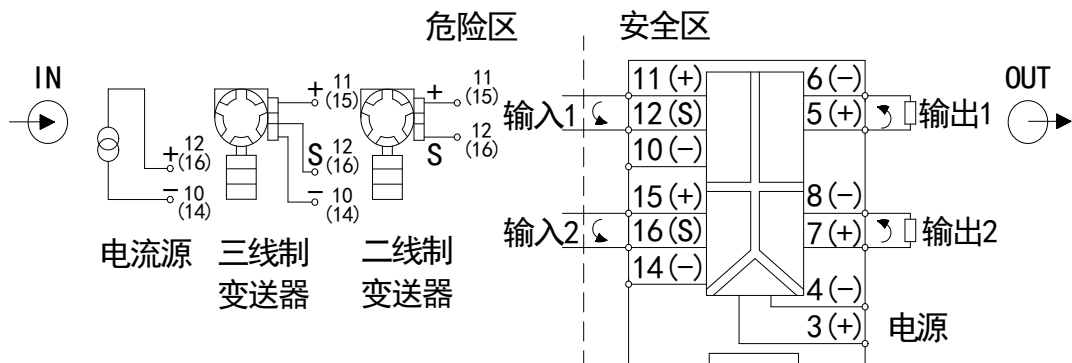 危险区 安全区
IN
OUT
+ 11
(15)
S 12
(16)
- 10
(14)
+ 12
(16)
- 10
(14)
+ 11
(15)
S 12
(16)
电流源
三线制
变送器
二线制
变送器
输入1
输入2
11(+)
12(S)
10(-)
15(+)
16(S)
14(-)
6(-)
5(+)
8(-)
7(+)
4(-)
3(+)
输出1
输出2
电源